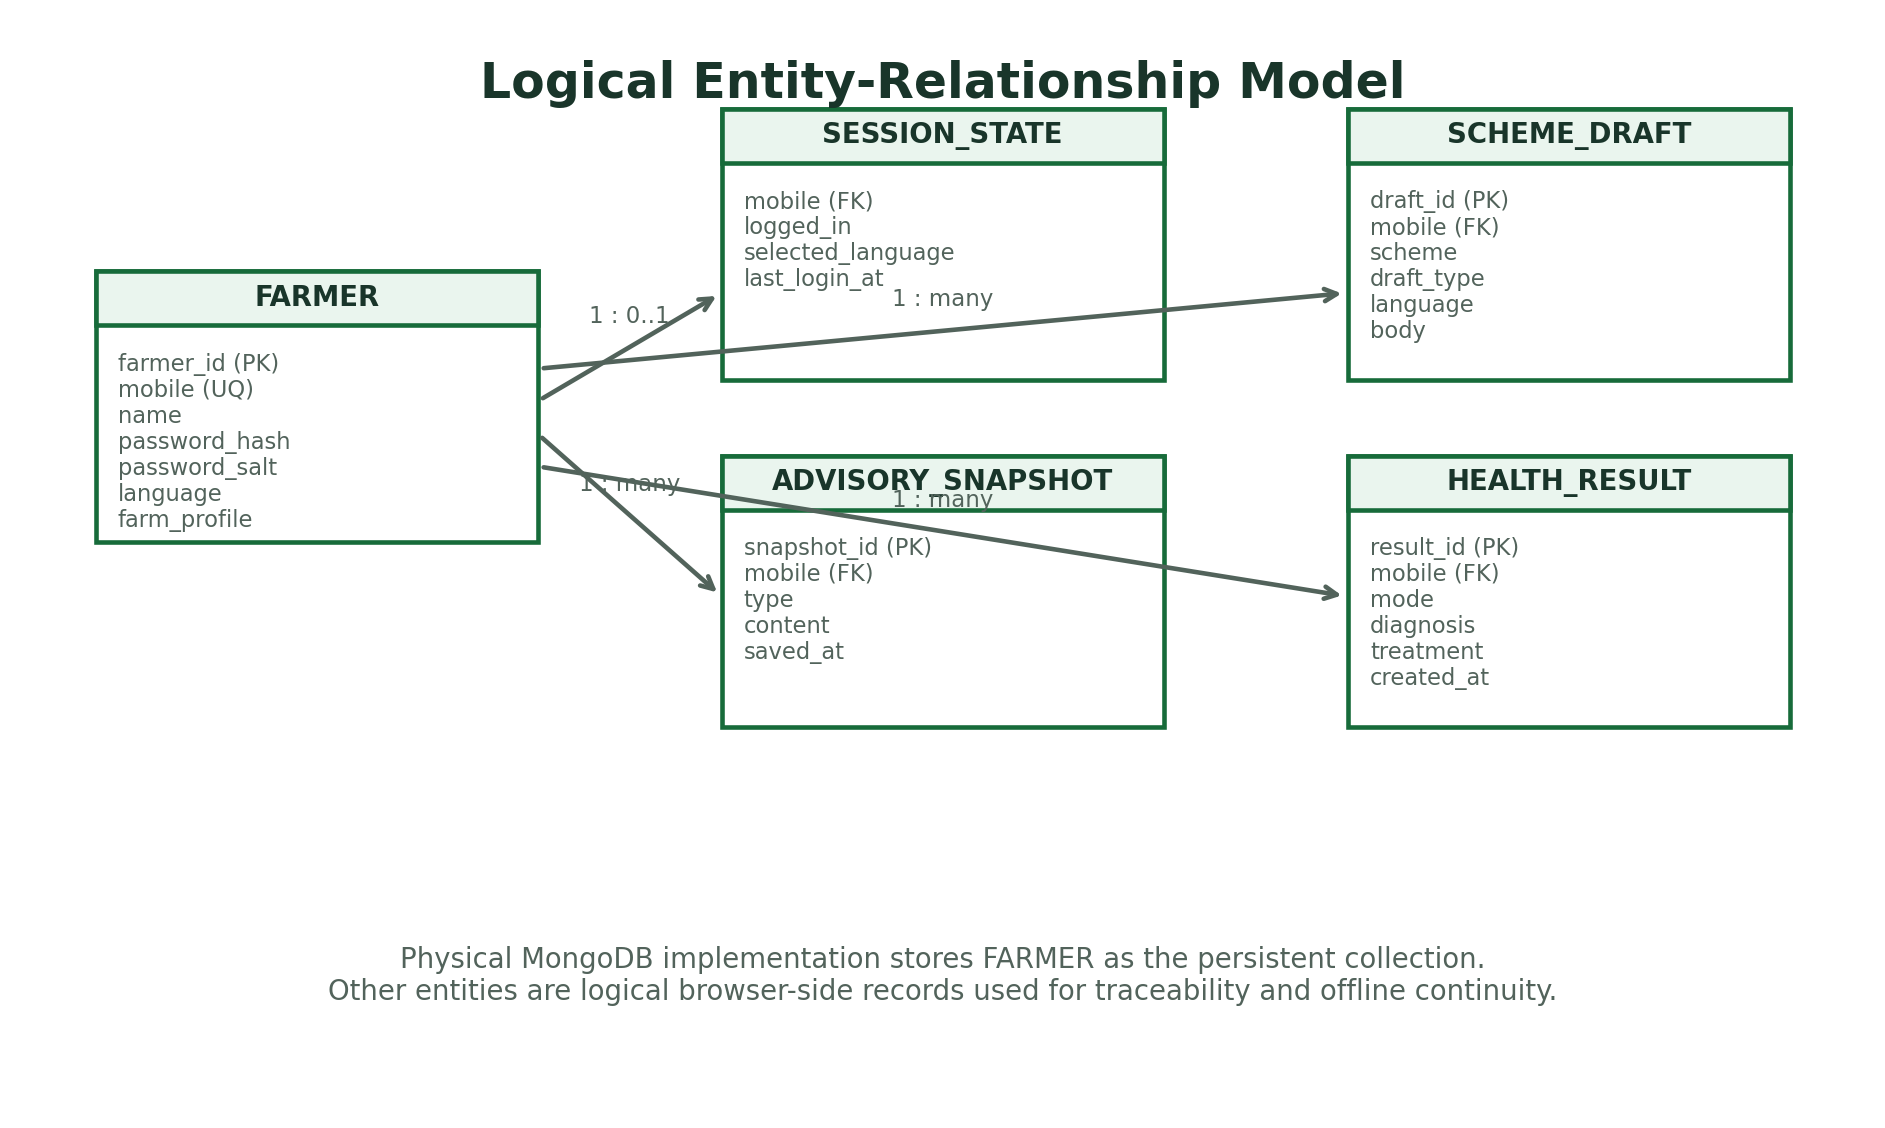 Logical Entity-Relationship Model
FARMER
farmer_id (PK)
mobile (UQ)
name
password_hash
password_salt
language
farm_profile
1 : 0..1
1 : many
SESSION_STATE
mobile (FK)
logged_in
selected_language
last_login_at
1 : many
SCHEME_DRAFT
draft_id (PK)
mobile (FK)
scheme
draft_type
language
body
ADVISORY_SNAPSHOT
1 : many
snapshot_id (PK)
mobile (FK)
type
content
saved_at
HEALTH_RESULT
result_id (PK)
mobile (FK)
mode
diagnosis
treatment
created_at
Physical MongoDB implementation stores FARMER as the persistent collection.
Other entities are logical browser-side records used for traceability and offline continuity.